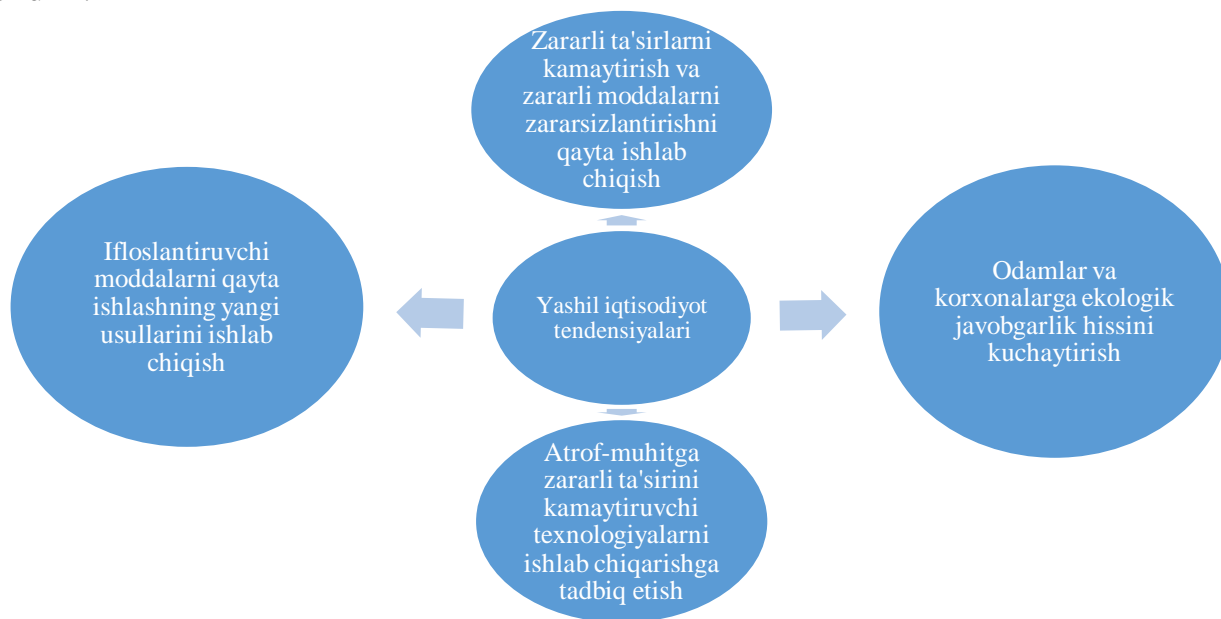 Zararli ta'sirlarni
kamaytirish va
zararli moddalarni
zararsizlantirishni
qayta ishlab
chiqish
Ifloslantiruvchi
moddalarni qayta
ishlashning yangi
usullarini ishlab
chiqish
Yashil iqtisodiyot
tendensiyalari
Odamlar va
korxonalarga ekologik
javobgarlik hissini
kuchaytirish
Atrof-muhitga
zararli ta'sirini
kamaytiruvchi
texnologiyalarni
ishlab chiqarishga
tadbiq etish